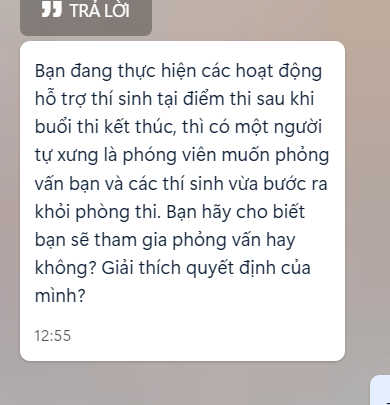 TRẢ LỜI
Bạn đang thực hiện các hoạt động
hỗ trợ thí sinh tại điểm thi sau khi
buổi thi kết thúc, thì có một người
tự xưng là phóng viên muốn phỏng
vấn bạn và các thí sinh vừa bước ra
khỏi phòng thi. Bạn hãy cho biết
bạn sẽ tham gia phỏng vấn hay
không? Giải thích quyết định của
mình?
12:55